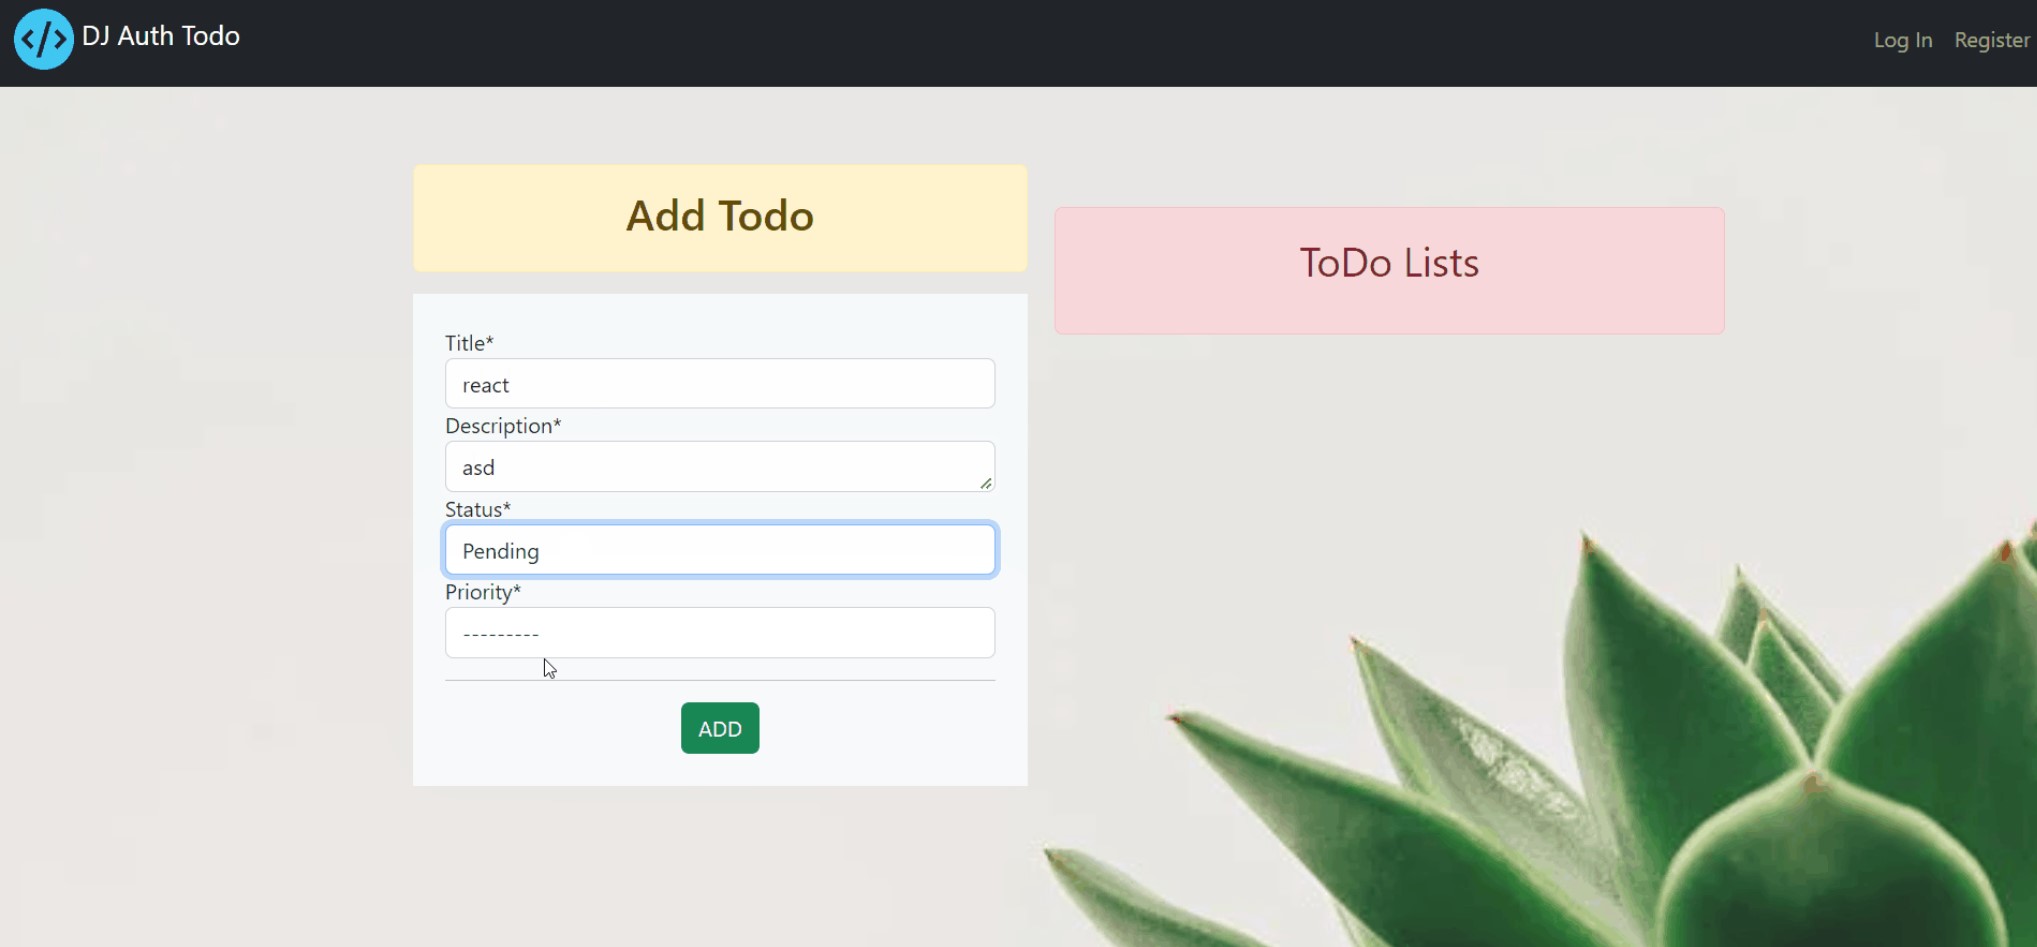 </> DJ Auth Todo
Log In Register
Add Todo
Title*
react
Description*
asd
Status*
Pending
Priority*
---------
ADD
ToDo Lists